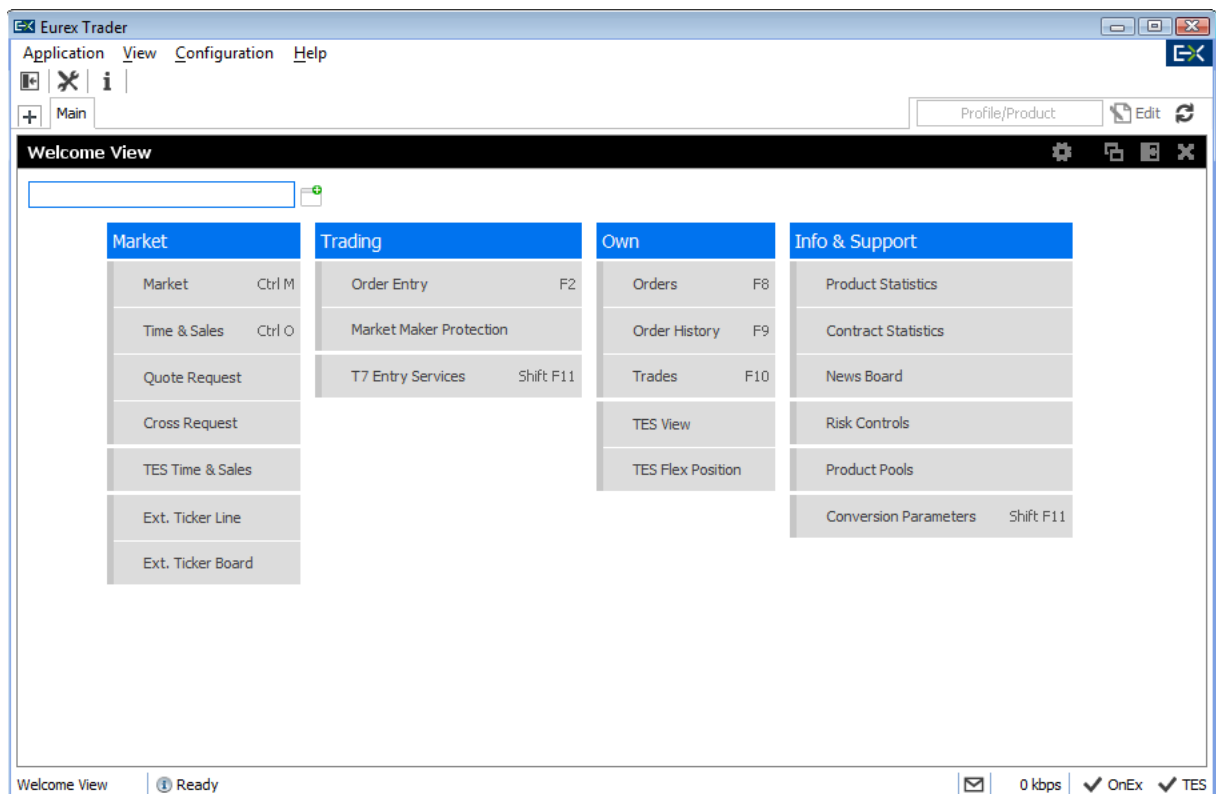 EX Eurex Trader
Application View Configuration Help
EX
i
+ Main
Profile/Product Edit
Welcome View
Market
Market Ctrl M
Time & Sales Ctrl O
Quote Request
Cross Request
TES Time & Sales
Ext. Ticker Line
Ext. Ticker Board
Trading
Order Entry F2
Market Maker Protection
T7 Entry Services Shift F11
Own
Orders F8
Order History F9
Trades F10
TES View
TES Flex Position
Info & Support
Product Statistics
Contract Statistics
News Board
Risk Controls
Product Pools
Conversion Parameters Shift F11
Welcome View Ready 0 kbps OnEx TES